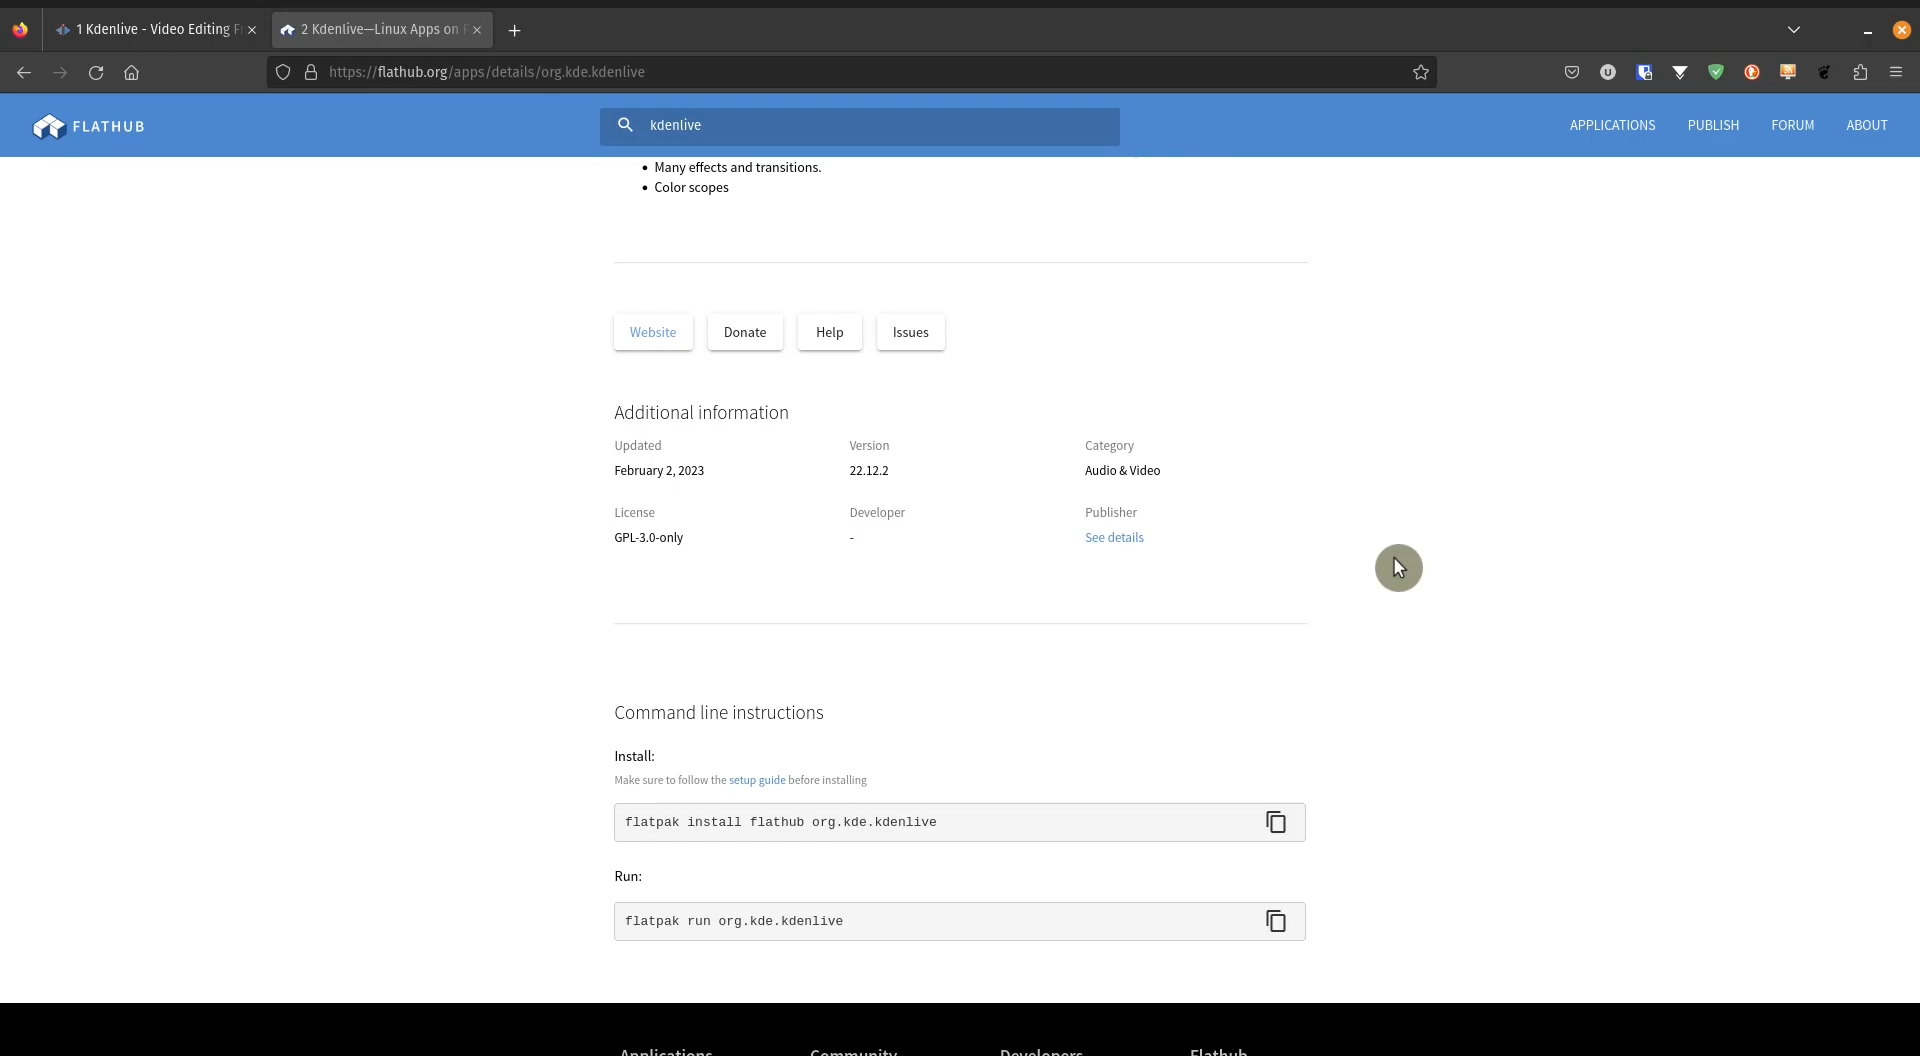 1 Kdenlive - Video Editing F
2 Kdenlive—Linux Apps on F
https://flathub.org/apps/details/org.kde.kdenlive
FLATHUB
kdenlive
APPLICATIONS
PUBLISH
FORUM
ABOUT
• Many effects and transitions.
• Color scopes
Website
Donate
Help
Issues
Additional information
Updated
Version
Category
February 2, 2023
22.12.2
Audio & Video
License
Developer
Publisher
GPL-3.0-only
-
See details
Command line instructions
Install:
Make sure to follow the setup guide before installing
flatpak install flathub org.kde.kdenlive
Run:
flatpak run org.kde.kdenlive
Applications
Community
Developers
Flathub